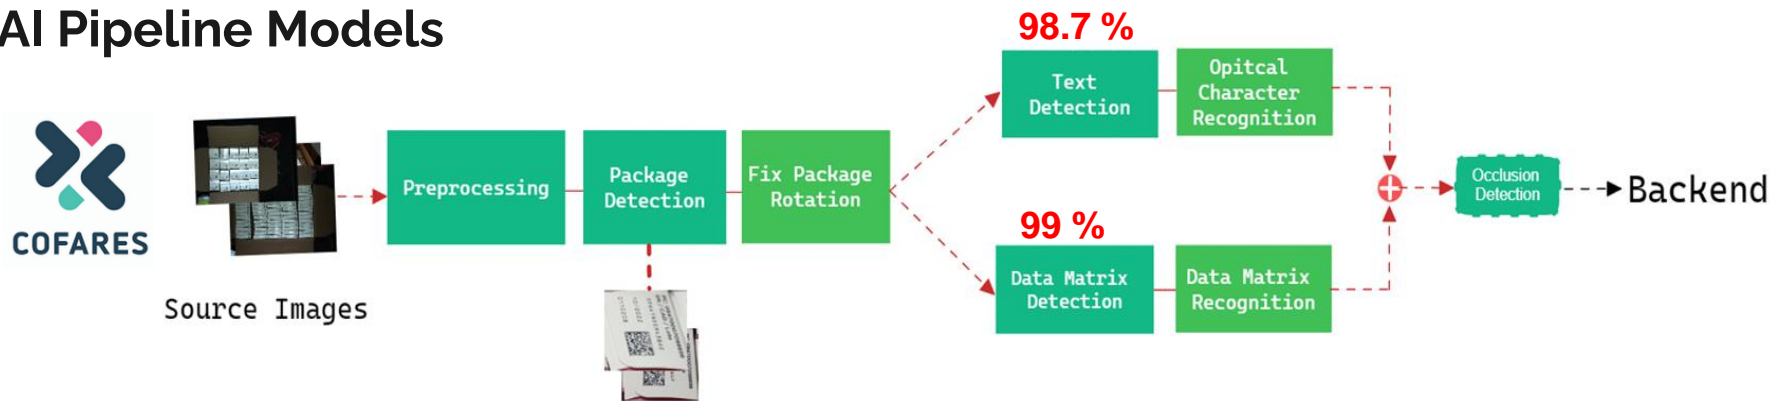 AI Pipeline Models
COFARES
Source Images
Preprocessing
Package
Detection
Fix Package
Rotation
98.7 %
Text
Detection
Opitcal
Character
Recognition
99 %
Data Matrix
Detection
Data Matrix
Recognition
Occlusion
Detection
Backend